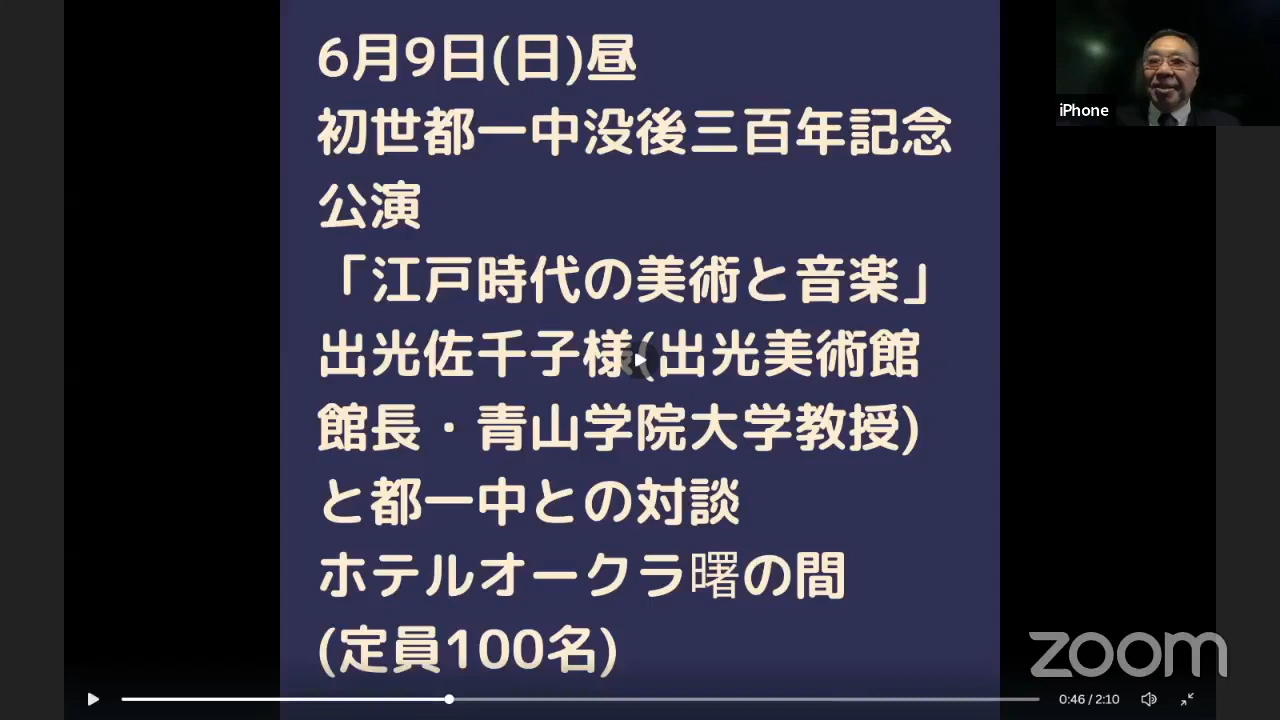 6月9日(日)昼
初世都一中没後三百年記念
公演
「江戸時代の美術と音楽」
出光佐千子様(出光美術館
館長・青山学院大学教授)
と都一中との対談
ホテルオークラ曙の間
(定員100名)
iPhone
zoom
0:46 / 2:10